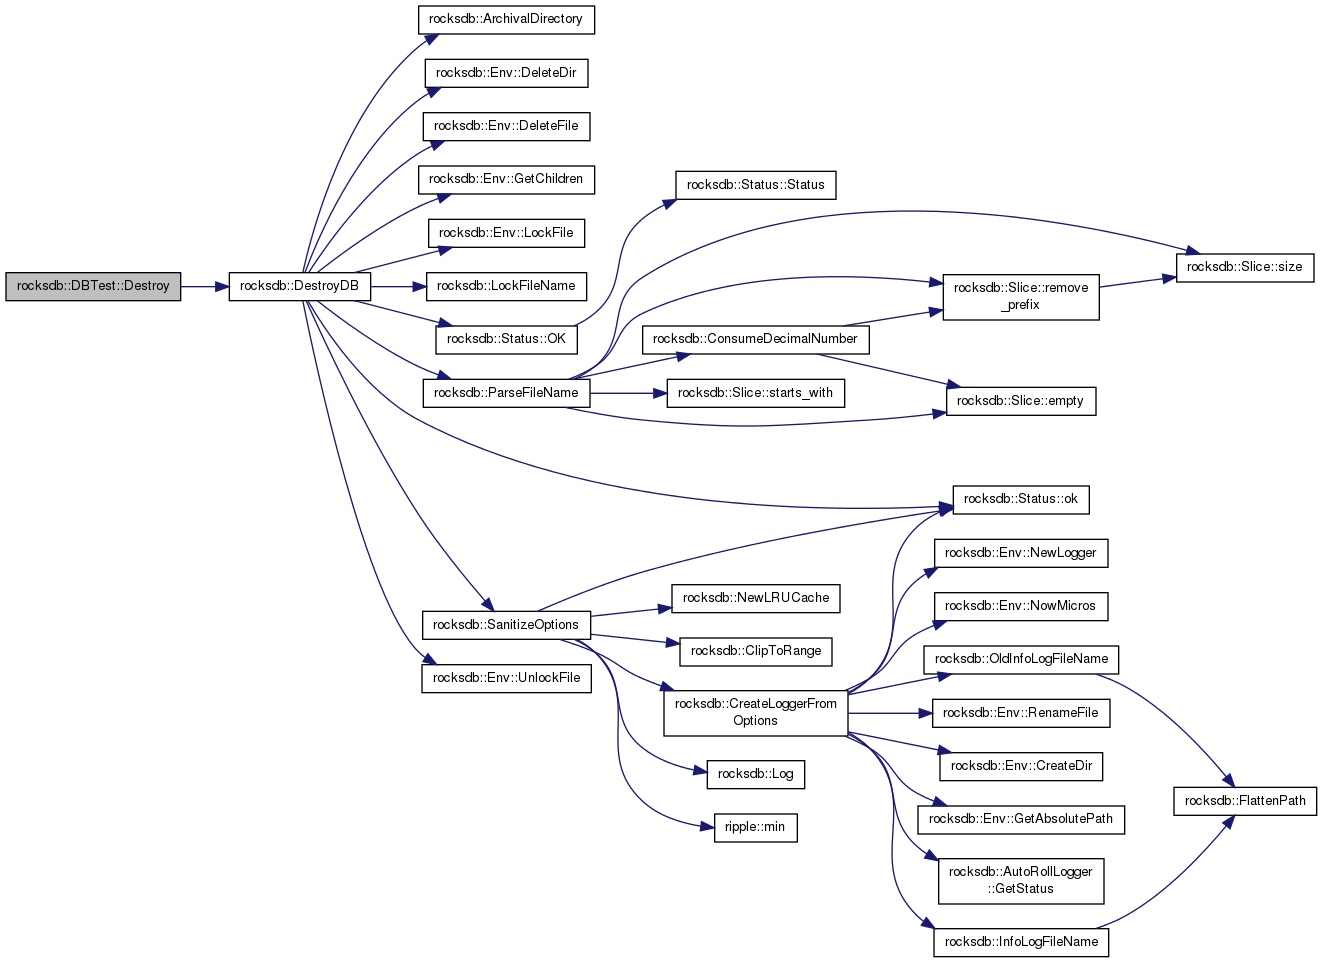 rocksdb::DBTest::Destroy
rocksdb::DestroyDB
rocksdb::ArchivalDirectory
rocksdb::Env::DeleteDir
rocksdb::Env::DeleteFile
rocksdb::Env::GetChildren
rocksdb::Env::LockFile
rocksdb::LockFileName
rocksdb::Status::OK
rocksdb::ParseFileName
rocksdb::SanitizeOptions
rocksdb::Env::UnlockFile
rocksdb::Status::Status
rocksdb::ConsumeDecimalNumber
rocksdb::Slice::starts_with
rocksdb::NewLRUCache
rocksdb::ClipToRange
rocksdb::CreateLoggerFrom
Options
rocksdb::Log
ripple::min
rocksdb::Slice::remove
_prefix
rocksdb::Slice::empty
rocksdb::Status::ok
rocksdb::Env::NewLogger
rocksdb::Env::NowMicros
rocksdb::OldInfoLogFileName
rocksdb::Env::RenameFile
rocksdb::Env::CreateDir
rocksdb::Env::GetAbsolutePath
rocksdb::AutoRollLogger
::GetStatus
rocksdb::InfoLogFileName
rocksdb::Slice::size
rocksdb::FlattenPath